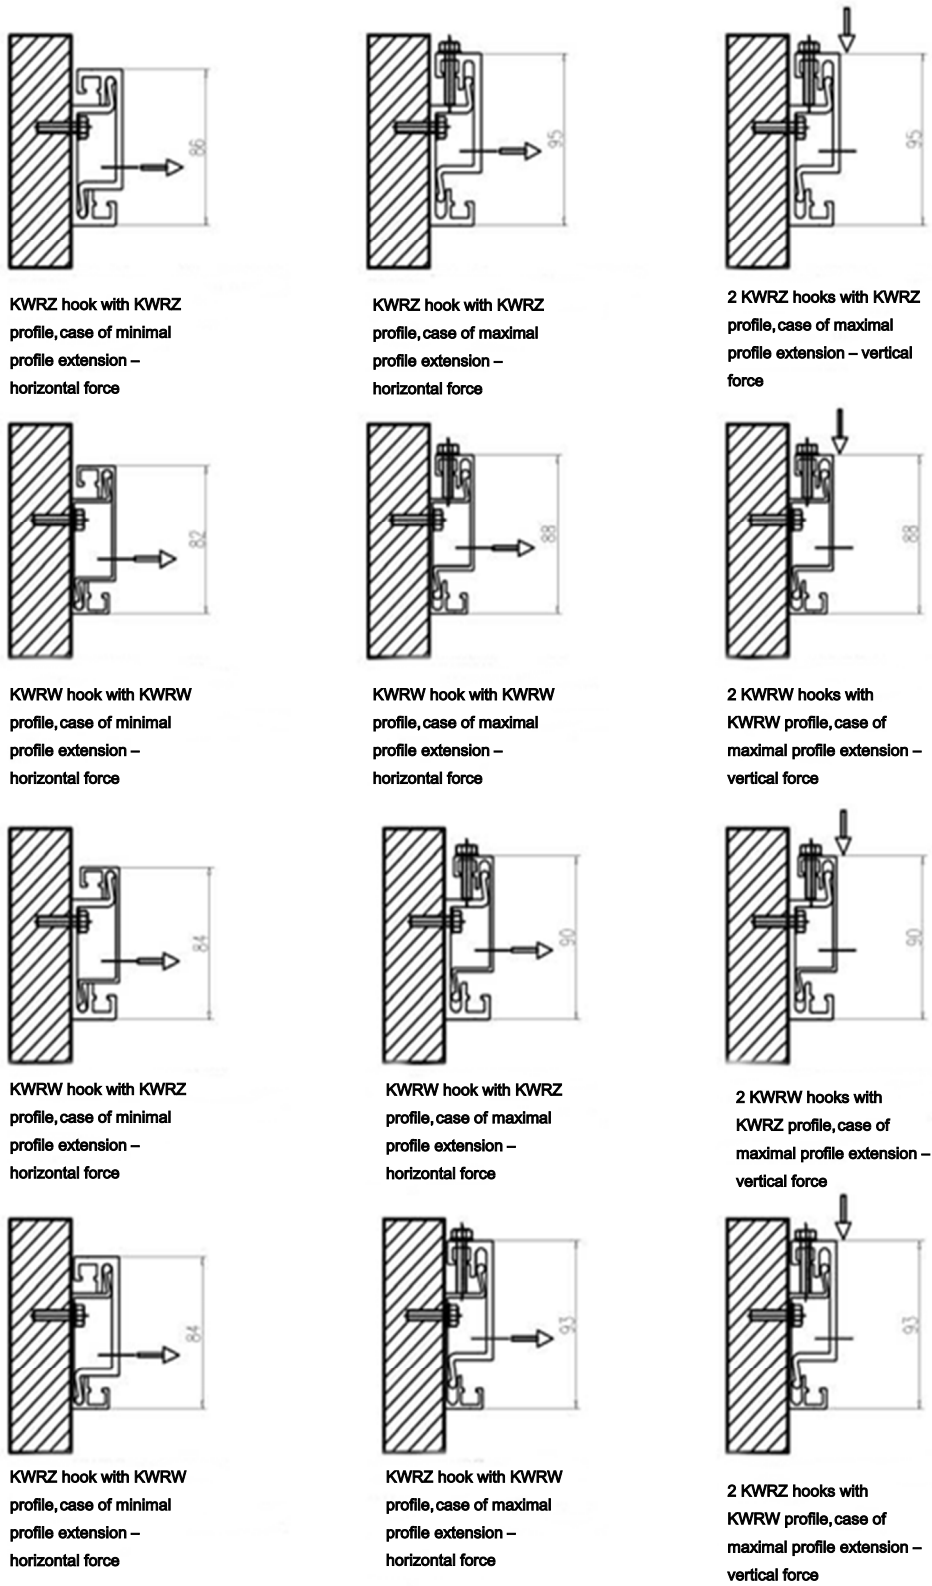 86
95
95
KWRZ hook with KWRZ
profile, case of minimal
profile extension –
horizontal force
KWRZ hook with KWRZ
profile, case of maximal
profile extension –
horizontal force
2 KWRZ hooks with KWRZ
profile, case of maximal
profile extension – vertical
force
82
88
88
KWRW hook with KWRW
profile, case of minimal
profile extension –
horizontal force
KWRW hook with KWRW
profile, case of maximal
profile extension –
horizontal force
2 KWRW hooks with
KWRW profile, case of
maximal profile extension –
vertical force
84
90
90
KWRW hook with KWRZ
profile, case of minimal
profile extension –
horizontal force
KWRW hook with KWRZ
profile, case of maximal
profile extension –
horizontal force
2 KWRW hooks with
KWRZ profile, case of
maximal profile extension –
vertical force
84
93
93
KWRZ hook with KWRW
profile, case of minimal
profile extension –
horizontal force
KWRZ hook with KWRW
profile, case of maximal
profile extension –
horizontal force
2 KWRZ hooks with
KWRW profile, case of
maximal profile extension –
vertical force